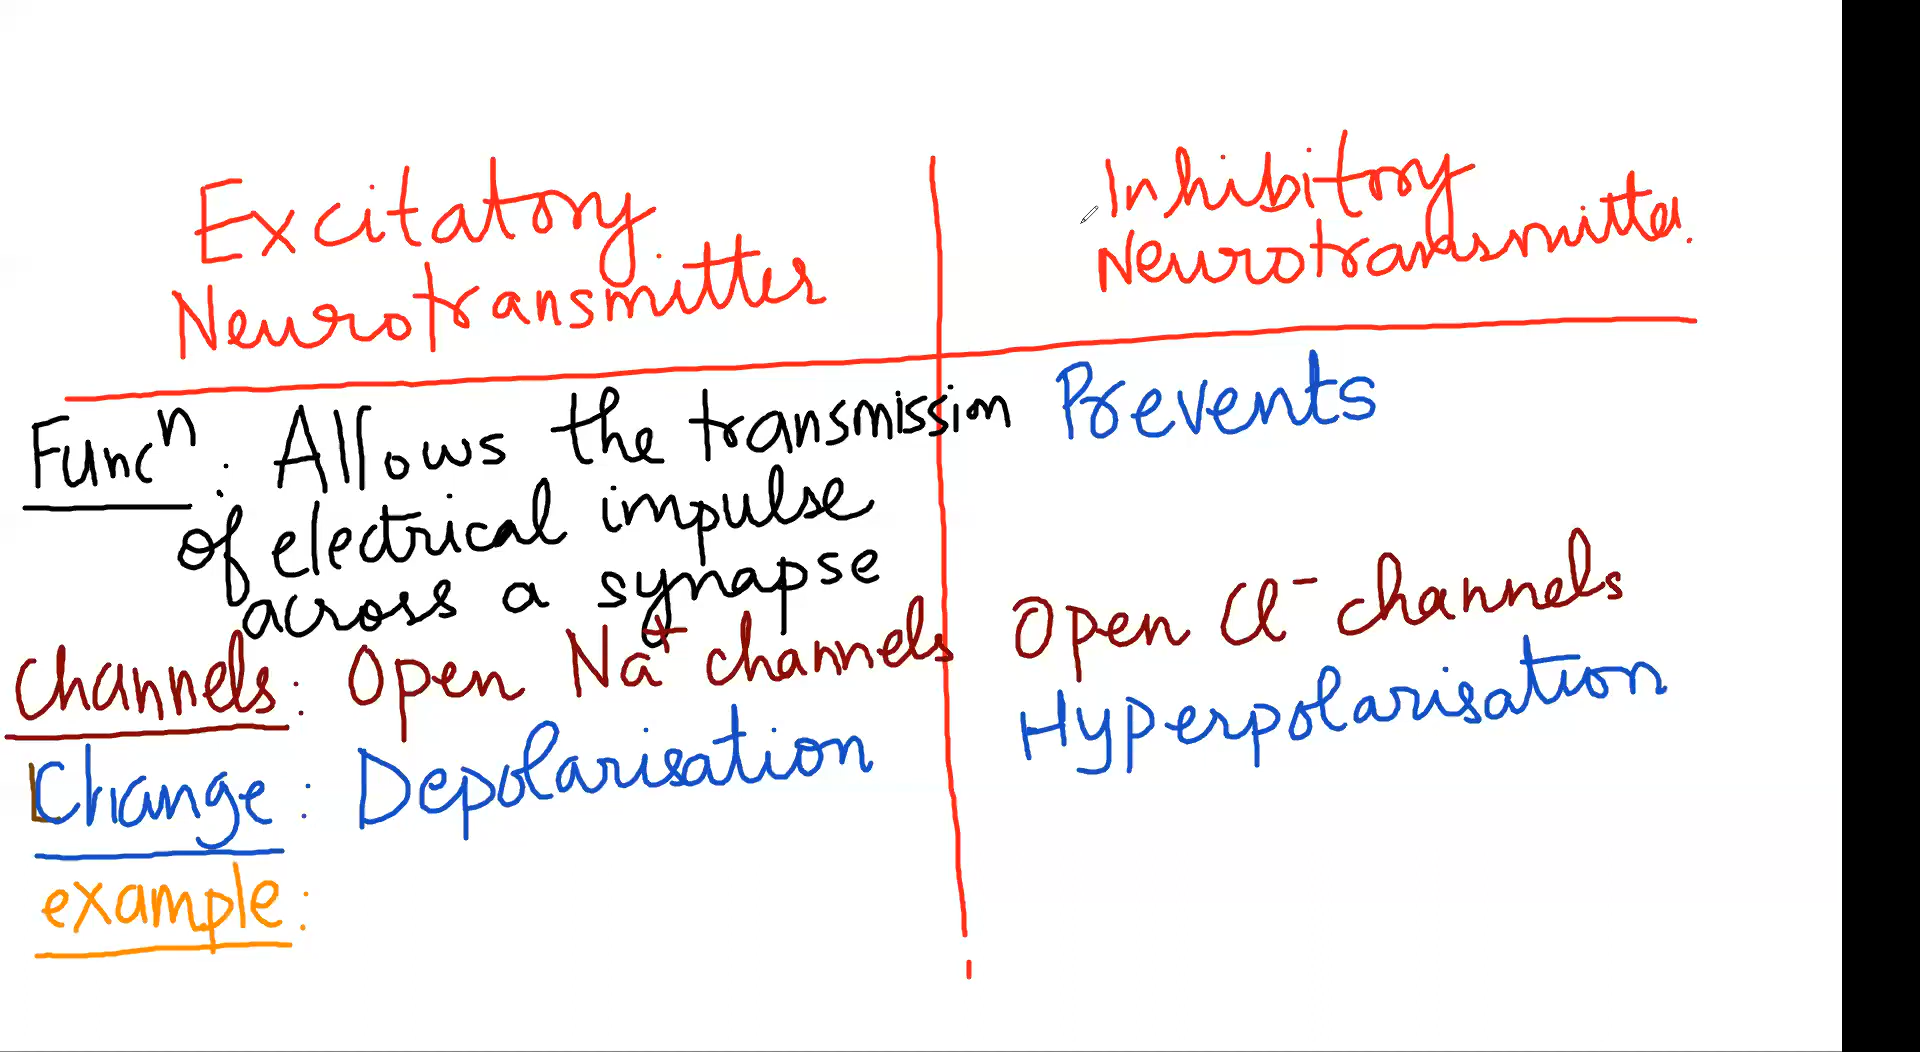 Excitatory
Neurotransmitter
Inhibitory
Neurotransmitter.
Funcⁿ: Allows the transmission
of electrical impulse
across a synapse
Prevents
Channels: Open Na⁺ channels
Open Cl⁻ channels
Change: Depolarisation
Hyperpolarisation
example: